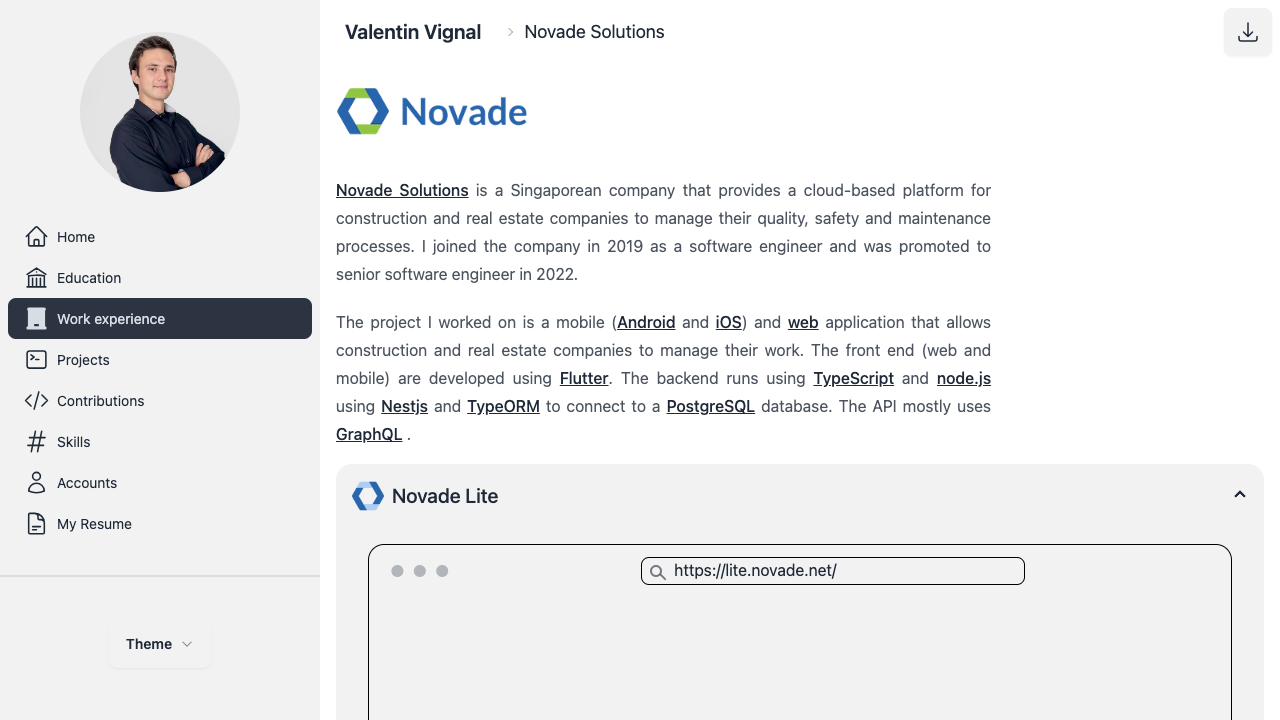 Valentin Vignal
Novade Solutions
Home
Education
Work experience
Projects
Contributions
Skills
Accounts
My Resume
Theme
Novade
Novade Solutions is a Singaporean company that provides a cloud-based platform for
construction and real estate companies to manage their quality, safety and maintenance
processes. I joined the company in 2019 as a software engineer and was promoted to
senior software engineer in 2022.
The project I worked on is a mobile (Android and iOS) and web application that allows
construction and real estate companies to manage their work. The front end (web and
mobile) are developed using Flutter. The backend runs using TypeScript and node.js
using Nestjs and TypeORM to connect to a PostgreSQL database. The API mostly uses
GraphQL .
Novade Lite
https://lite.novade.net/